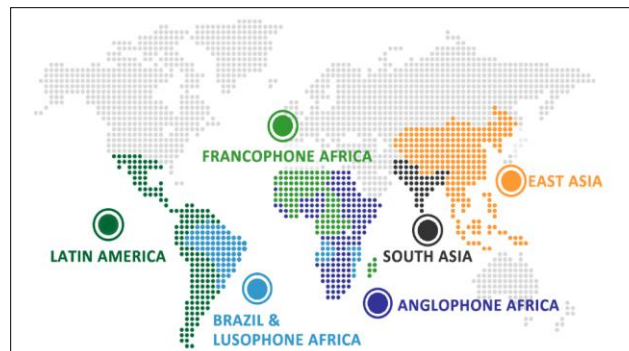 FRANCOPHONE AFRICA
EAST ASIA
LATIN AMERICA
SOUTH ASIA
BRAZIL &
LUSOPHONE AFRICA
ANGLOPHONE AFRICA